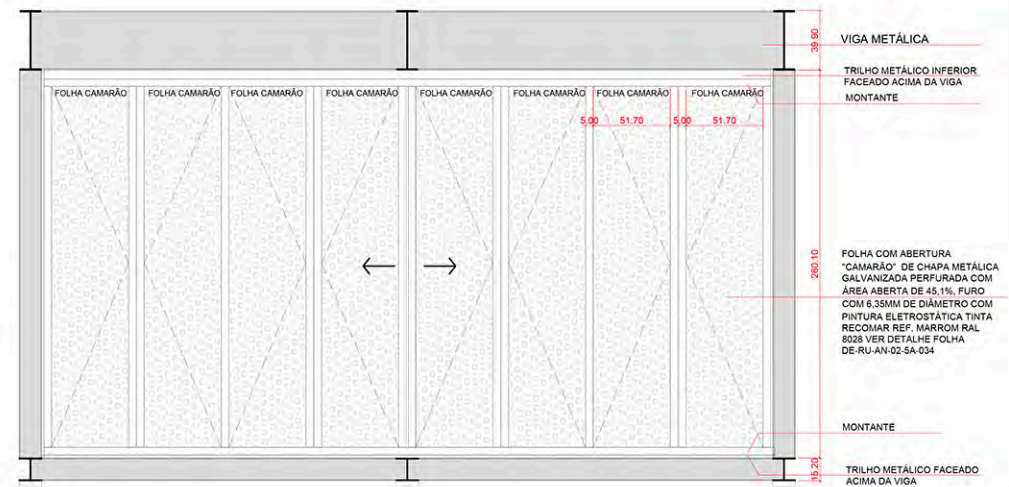 39.90
VIGA METÁLICA
TRILHO METÁLICO INFERIOR
FACEADO ACIMA DA VIGA
FOLHA CAMARÃO FOLHA CAMARÃO FOLHA CAMARÃO FOLHA CAMARÃO FOLHA CAMARÃO FOLHA CAMARÃO FOLHA CAMARÃO FOLHA CAMARÃO
MONTANTE
5.00 51.70 5.00 51.70
260.10
FOLHA COM ABERTURA
"CAMARÃO" DE CHAPA METÁLICA
GALVANIZADA PERFURADA COM
ÁREA ABERTA DE 45,1%, FURO
COM 6,35MM DE DIÂMETRO COM
PINTURA ELETROSTÁTICA TINTA
RECOMAR REF. MARROM RAL
8028 VER DETALHE FOLHA
DE-RU-AN-02-5A-034
MONTANTE
15.20
TRILHO METÁLICO FACEADO
ACIMA DA VIGA